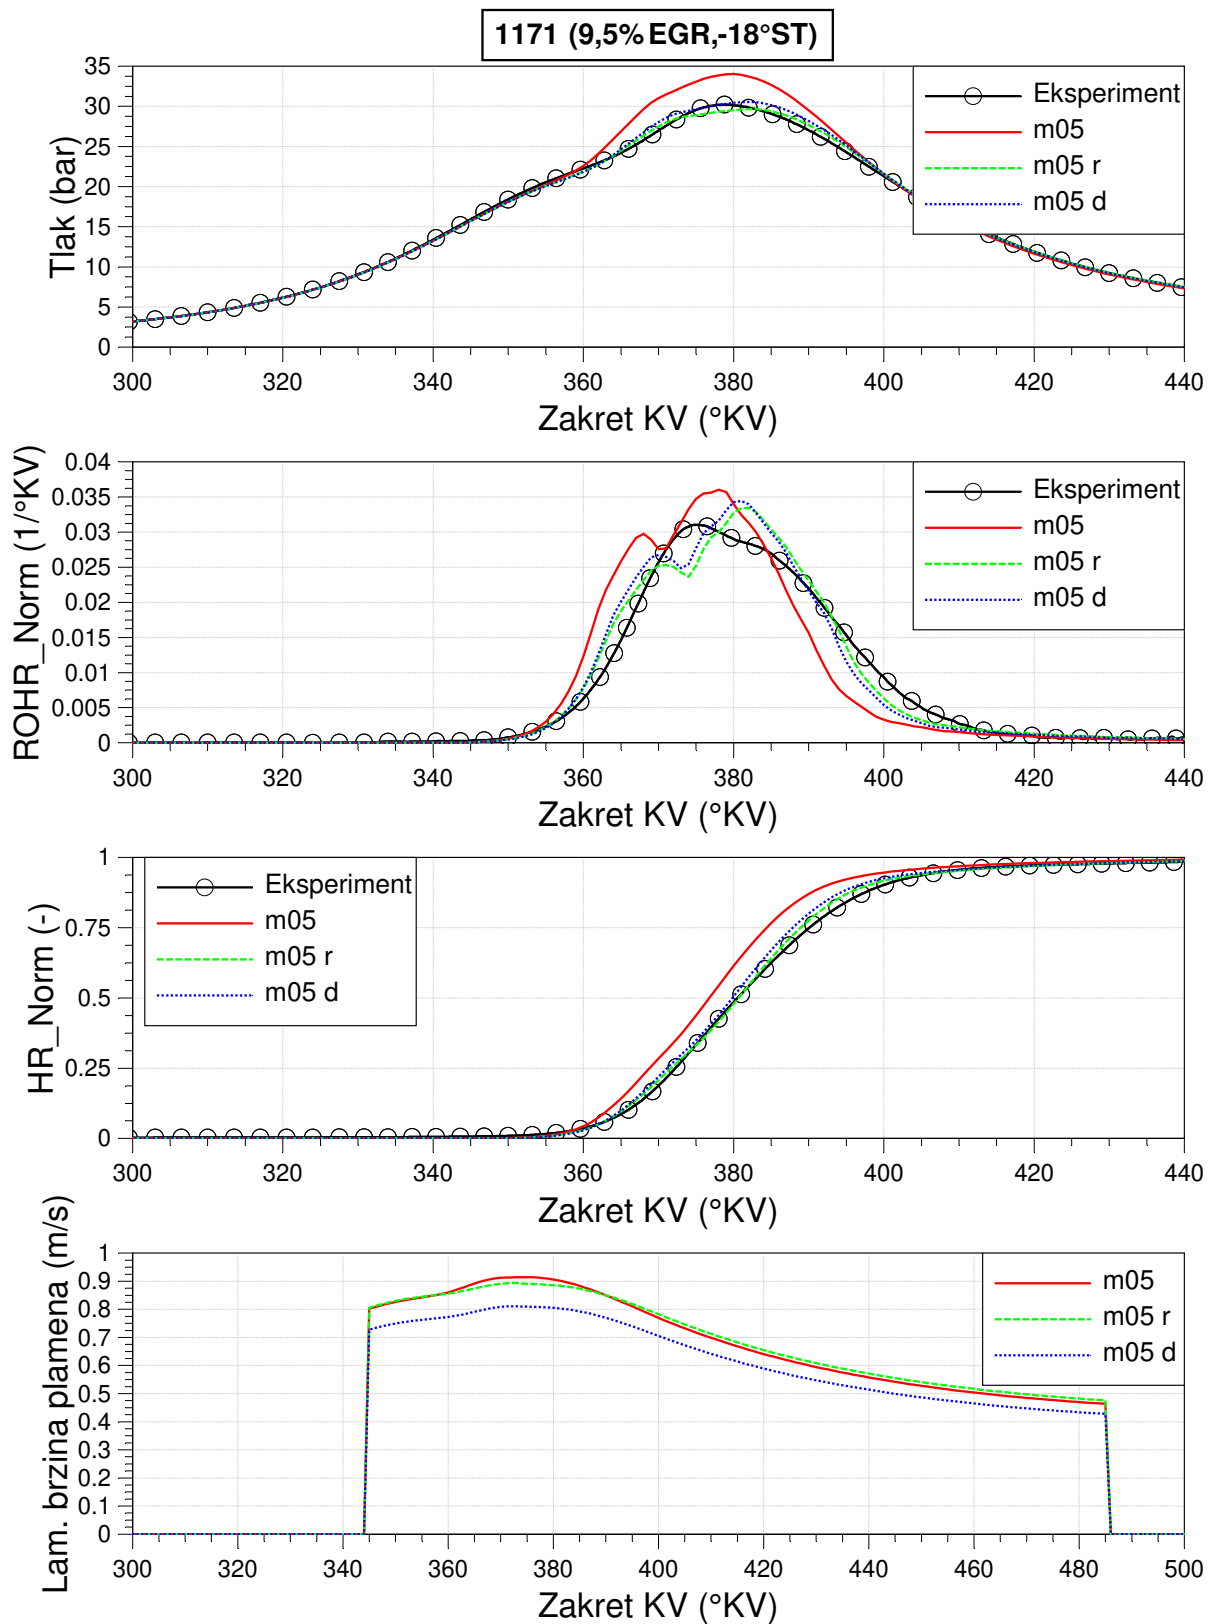 1171 (9,5% EGR,-18°ST)
35
30
25
20
15
10
5
0
Tlak (bar)
Eksperiment
m05
m05 r
m05 d
300 320 340 360 380 400 420 440
Zakret KV (°KV)
0.04
0.035
0.03
0.025
0.02
0.015
0.01
0.005
0
ROHR_Norm (1/°KV)
Eksperiment
m05
m05 r
m05 d
300 320 340 360 380 400 420 440
Zakret KV (°KV)
1
0.75
0.5
0.25
0
HR_Norm (-)
Eksperiment
m05
m05 r
m05 d
300 320 340 360 380 400 420 440
Zakret KV (°KV)
1
0.9
0.8
0.7
0.6
0.5
0.4
0.3
0.2
0.1
0
Lam. brzina plamena (m/s)
m05
m05 r
m05 d
300 320 340 360 380 400 420 440 460 480 500
Zakret KV (°KV)